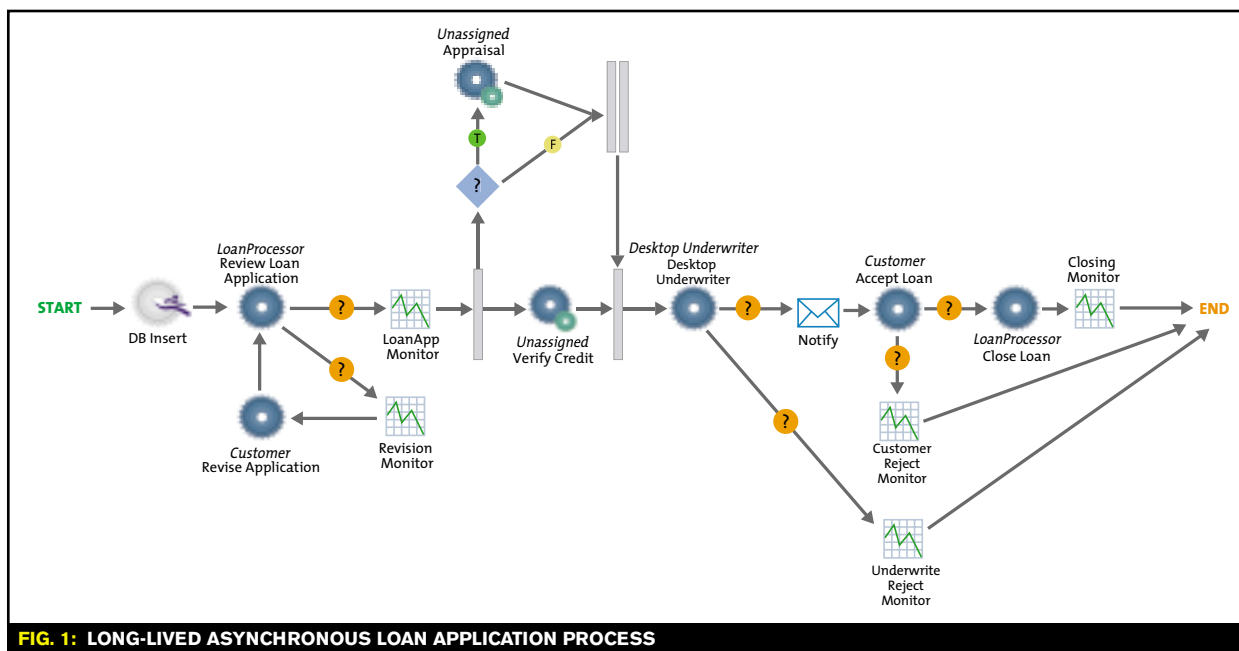 Unassigned
Appraisal
T
F
?
LoanProcessor
Review Loan
Application
Desktop Underwriter
Desktop
Underwriter
Customer
Accept Loan
Closing
Monitor
START
DB Insert
?
LoanApp
Monitor
Unassigned
Verify Credit
?
Notify
?
LoanProcessor
Close Loan
END
?
?
?
Customer
Revise Application
Revision
Monitor
Customer
Reject
Monitor
Underwrite
Reject
Monitor
FIG. 1: LONG-LIVED ASYNCHRONOUS LOAN APPLICATION PROCESS